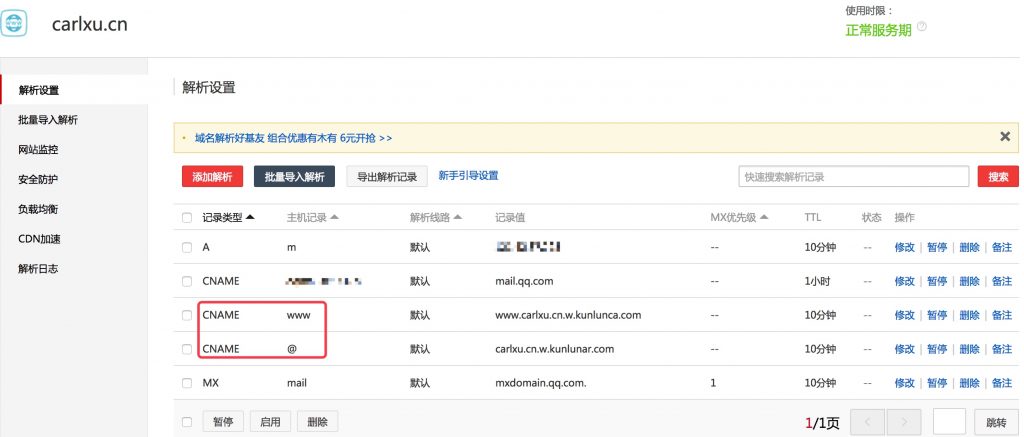 WWW
carlxu.cn
使用时限：
正常服务期 ?
解析设置
批量导入解析
网站监控
安全防护
负载均衡
CDN加速
解析日志
解析设置
· 域名解析好基友 组合优惠有木有 6元开抢 >>
添加解析 批量导入解析 导出解析记录 新手引导设置 快速搜索解析记录 搜索
记录类型 主机记录 解析线路 记录值 MX优先级 TTL 状态 操作
A m 默认 -- 10分钟 -- 修改 | 暂停 | 删除 | 备注
CNAME 默认 mail.qq.com -- 1小时 -- 修改 | 暂停 | 删除 | 备注
CNAME www 默认 www.carlxu.cn.w.kunlunca.com -- 10分钟 -- 修改 | 暂停 | 删除 | 备注
CNAME @ 默认 carlxu.cn.w.kunlunar.com -- 10分钟 -- 修改 | 暂停 | 删除 | 备注
MX mail 默认 mxdomain.qq.com. 1 10分钟 -- 修改 | 暂停 | 删除 | 备注
暂停 启用 删除 1/1页 < > 跳转